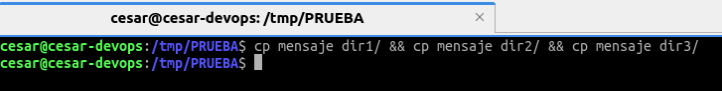 cesar@cesar-devops: /tmp/PRUEBA
cesar@cesar-devops:/tmp/PRUEBA$ cp mensaje dir1/ && cp mensaje dir2/ && cp mensaje dir3/
cesar@cesar-devops:/tmp/PRUEBA$